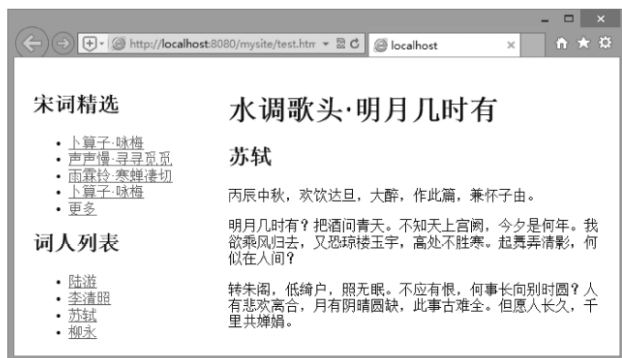 http://localhost:8080/mysite/test.htm
localhost
宋词精选
卜算子·咏梅
声声慢·寻寻觅觅
雨霖铃·寒蝉凄切
卜算子·咏梅
更多
词人列表
陆游
李清照
苏轼
柳永
水调歌头·明月几时有
苏轼
丙辰中秋，欢饮达旦，大醉，作此篇，兼怀子由。
明月几时有？把酒问青天。不知天上宫阙，今夕是何年。我
欲乘风归去，又恐琼楼玉宇，高处不胜寒。起舞弄清影，何
似在人间？
转朱阁，低绮户，照无眠。不应有恨，何事长向别时圆？人
有悲欢离合，月有阴晴圆缺，此事古难全。但愿人长久，千
里共婵娟。